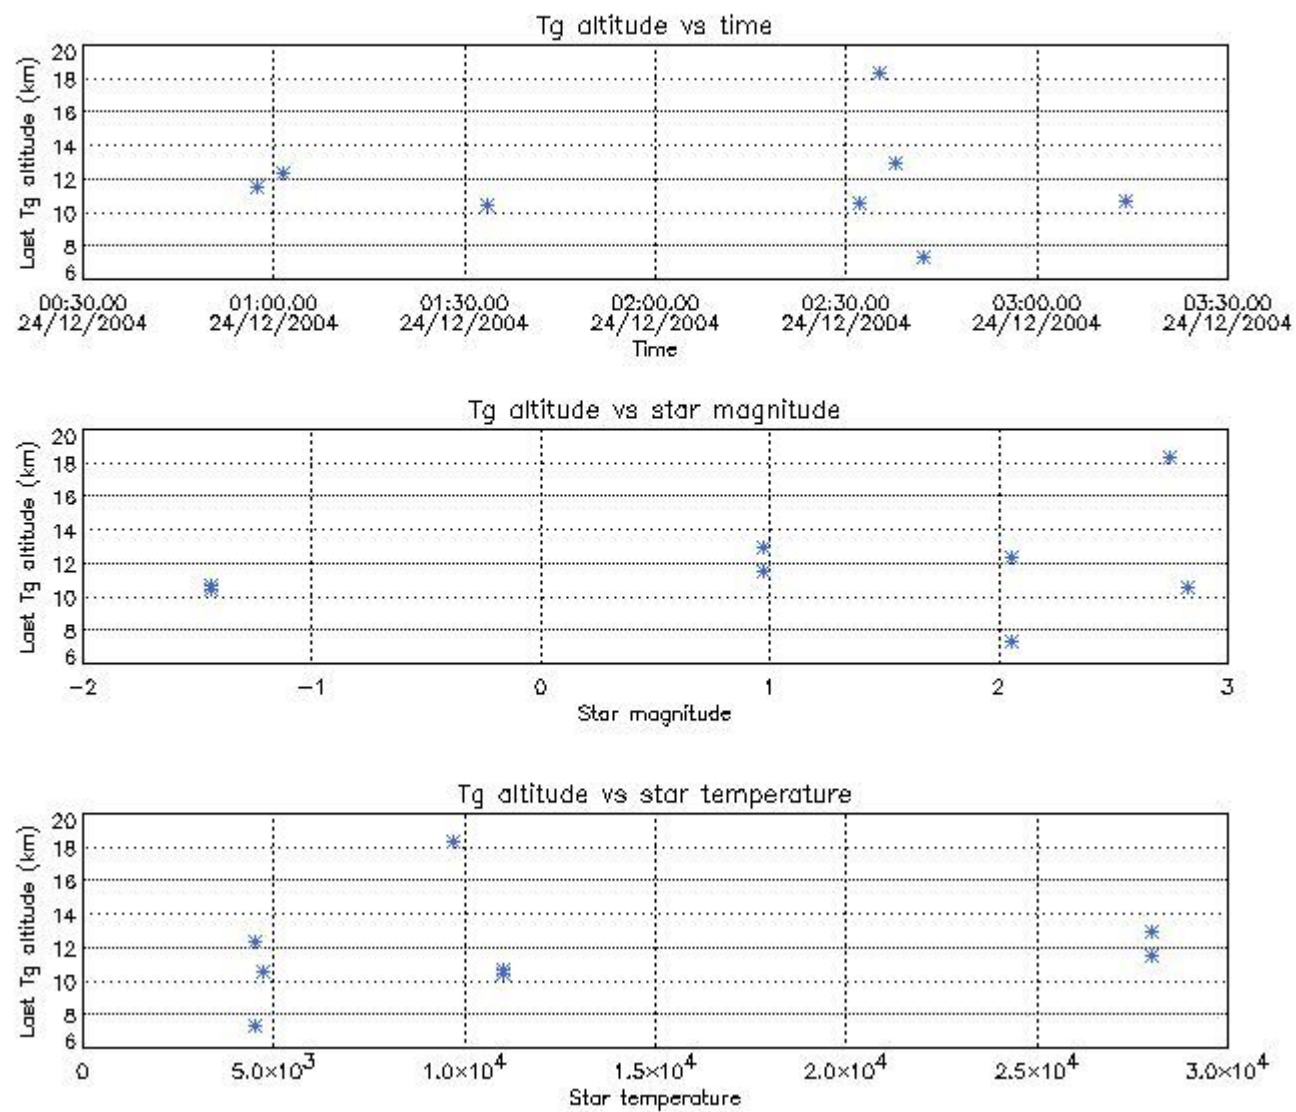 Tg altitude vs time
Last Tg altitude (km)
20
18
16
14
12
10
8
6
00:30.00 01:00.00 01:30.00 02:00.00 02:30.00 03:00.00 03:30.00
24/12/2004 24/12/2004 24/12/2004 24/12/2004 24/12/2004 24/12/2004 24/12/2004
Time
Tg altitude vs star magnitude
Last Tg altitude (km)
20
18
16
14
12
10
8
6
-2 -1 0 1 2 3
Star magnitude
Tg altitude vs star temperature
Last Tg altitude (km)
20
18
16
14
12
10
8
6
0 5.0×10³ 1.0×10⁴ 1.5×10⁴ 2.0×10⁴ 2.5×10⁴ 3.0×10⁴
Star temperature